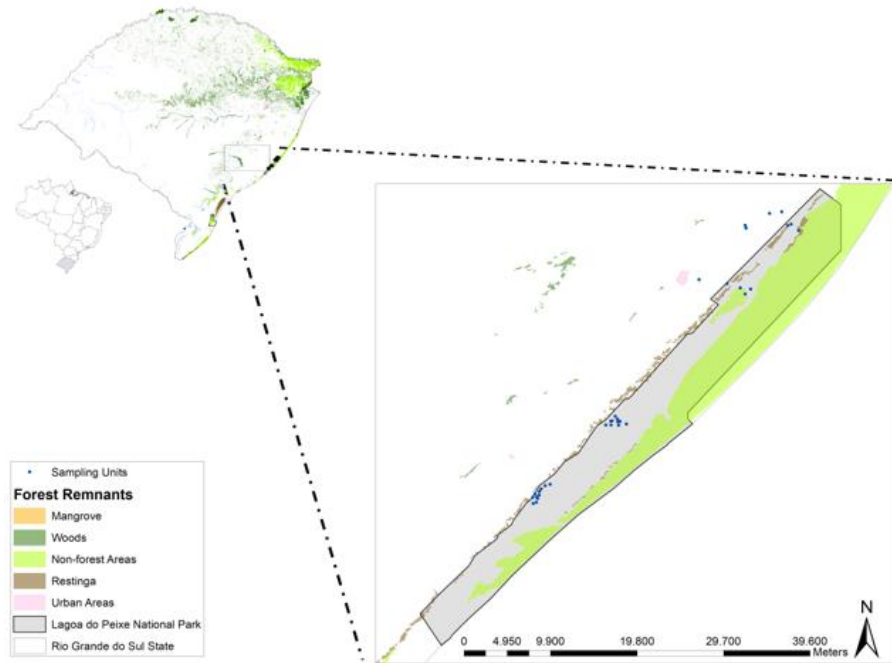 Sampling Units
Forest Remnants
Mangrove
Woods
Non-forest Areas
Restinga
Urban Areas
Lagoa do Peixe National Park
Rio Grande do Sul State
N
0 4.950 9.900 19.800 29.700 39.600
Meters